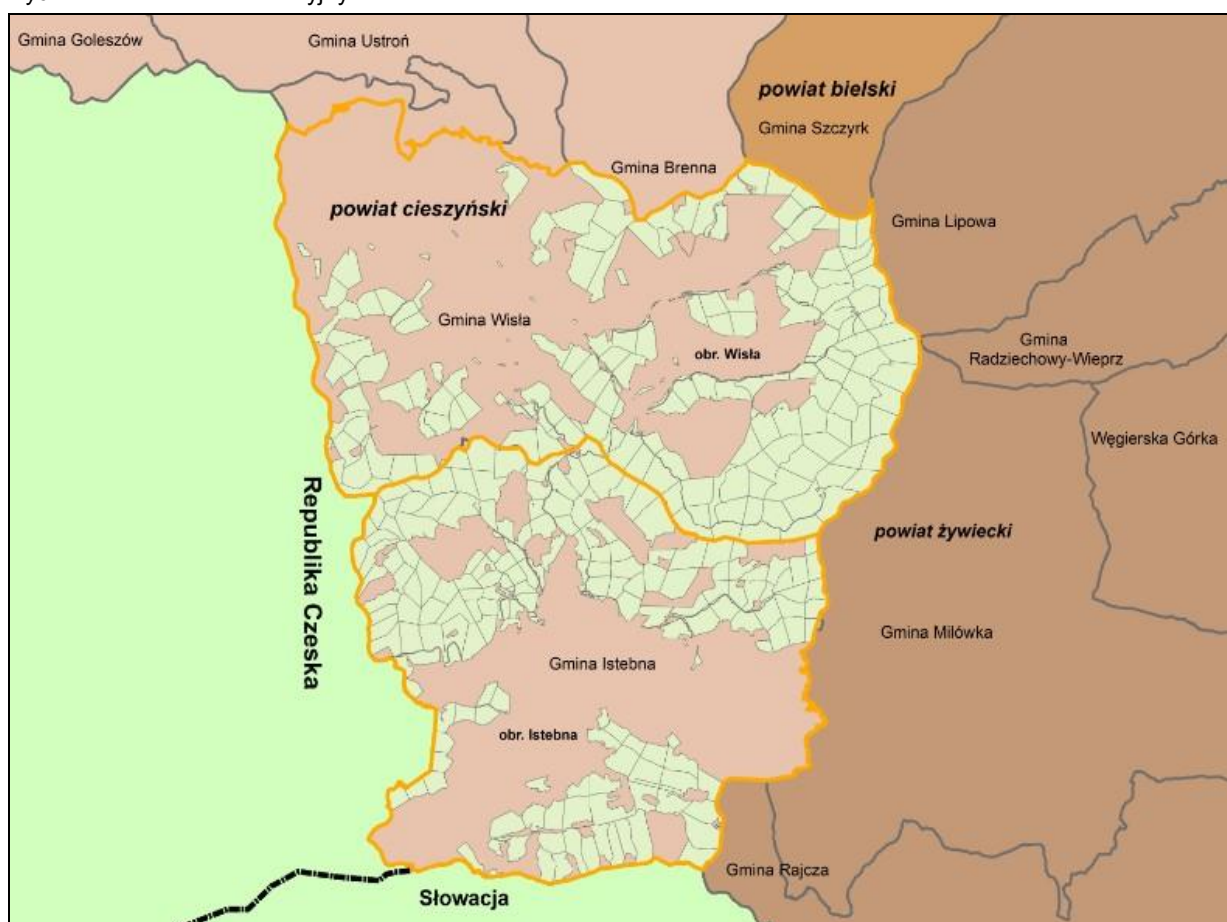 Gmina Goleszów
Gmina Ustroń
powiat bielski
Gmina Szczyrk
Gmina Brenna
powiat cieszyński
Gmina Lipowa
Gmina Wisła
obr. Wisła
Gmina
Radziechowy-Wieprz
Węgierska Górka
Republika Czeska
powiat żywiecki
Gmina Milówka
Gmina Istebna
obr. Istebna
Gmina Rajcza
Słowacja